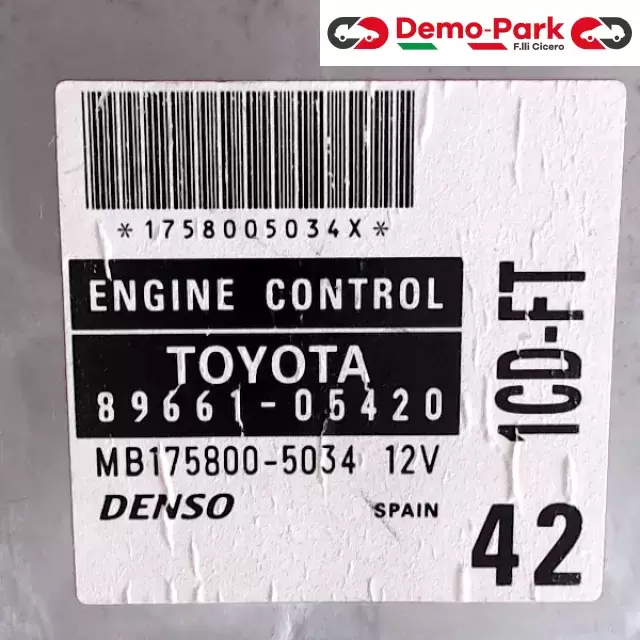 Demo-Park
F.lli Cicero
*1758005034X*
ENGINE CONTROL
TOYOTA
89661-05420
MB175800-5034 12V
DENSO SPAIN
1CD-FT
42